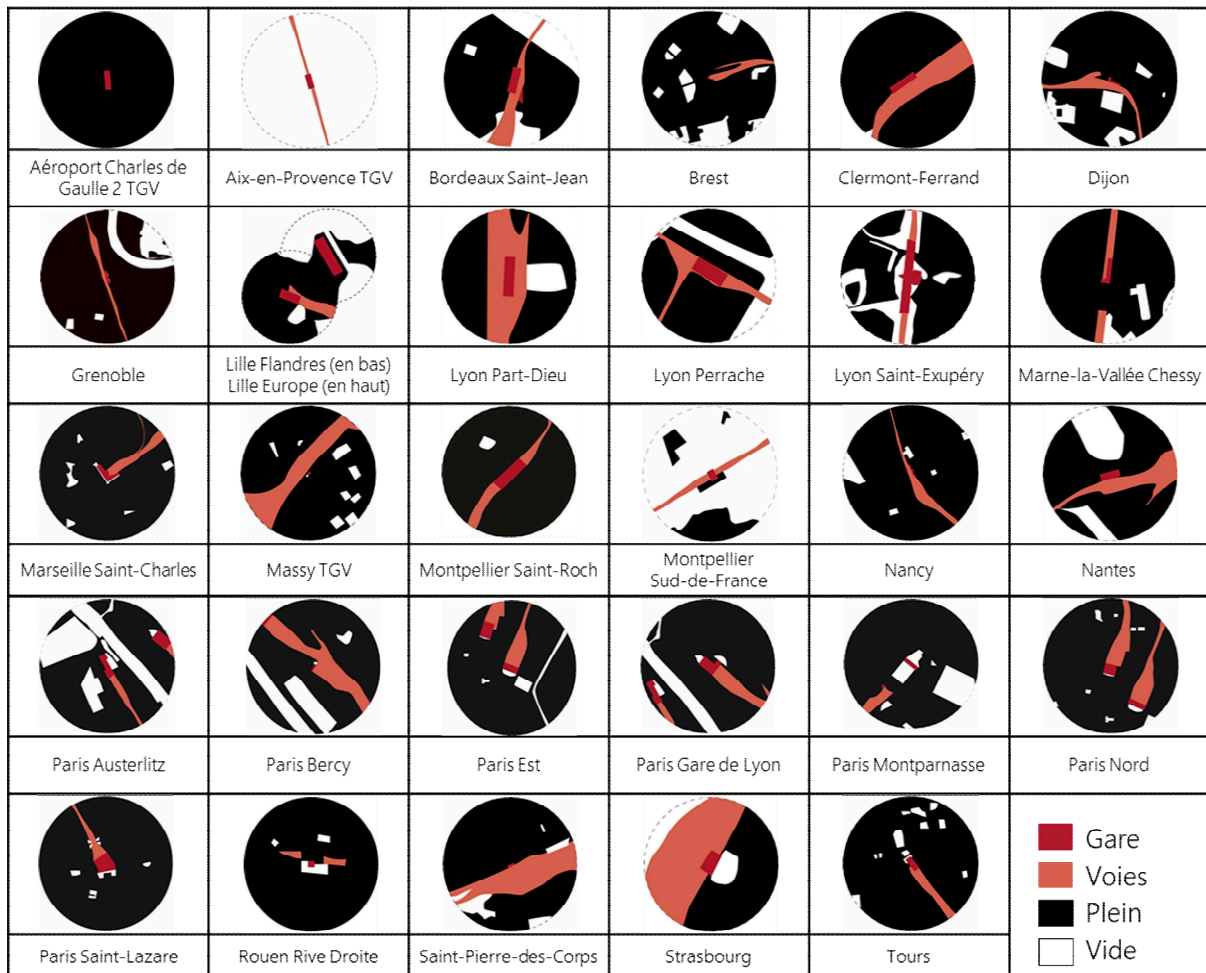 Aéroport Charles de
Gaulle 2 TGV
Aix-en-Provence TGV
Bordeaux Saint-Jean
Brest
Clermont-Ferrand
Dijon
Grenoble
Lille Flandres (en bas)
Lille Europe (en haut)
Lyon Part-Dieu
Lyon Perrache
Lyon Saint-Exupéry
Marne-la-Vallée Chessy
Marseille Saint-Charles
Massy TGV
Montpellier Saint-Roch
Montpellier
Sud-de-France
Nancy
Nantes
Paris Austerlitz
Paris Bercy
Paris Est
Paris Gare de Lyon
Paris Montparnasse
Paris Nord
Paris Saint-Lazare
Rouen Rive Droite
Saint-Pierre-des-Corps
Strasbourg
Tours
Gare
Voies
Plein
Vide